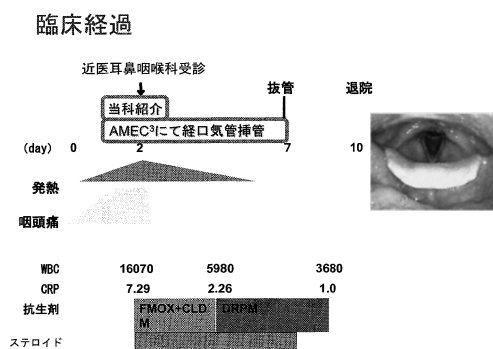 臨床経過
近医耳鼻咽喉科受診
当科紹介
抜管
退院
AMEC³にて経口気管挿管
(day) 0 2 7 10
発熱
咽頭痛
WBC 16070 5980 3680
CRP 7.29 2.26 1.0
抗生剤 FMOX+CLD DRPM
M
ステロイド